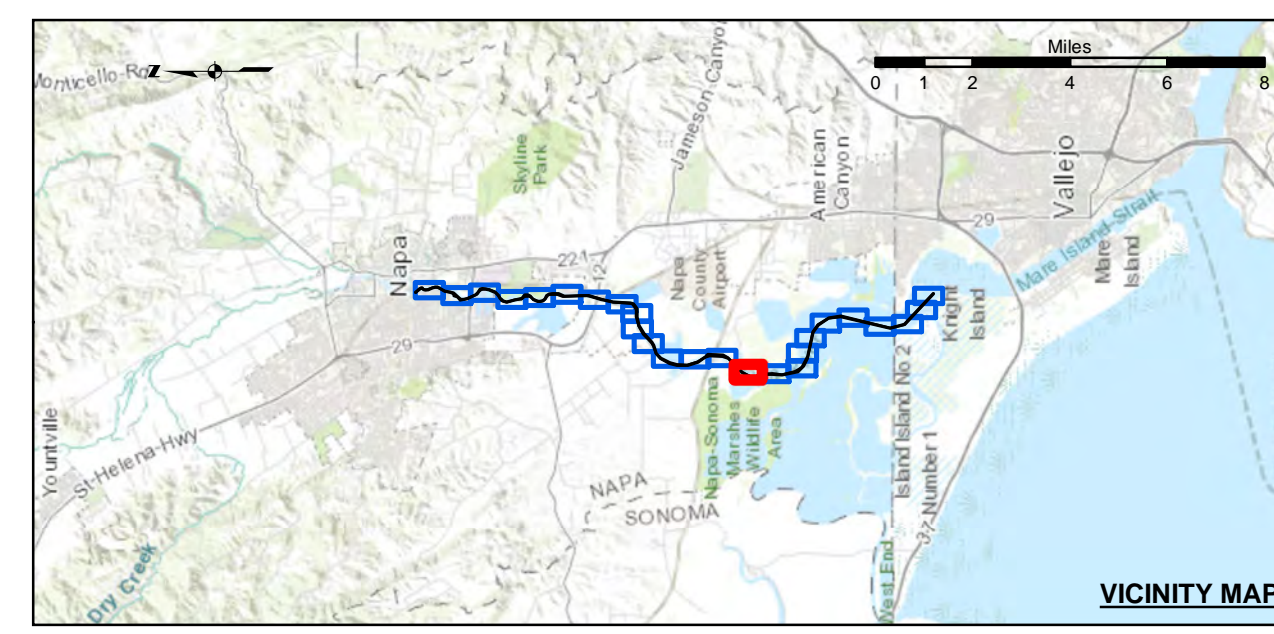 Miles
0 1 2 4 6 8
Z
Monticello-Rd
Skyline
Park
Jameson Canyon
American
Canyon
Vallejo
29
Mare Island-Strait
Mare
Island
Napa
221
12
Napa
County
Airport
Knight
Island
29
Yountville
St-Helena-Hwy
Dry Creek
Napa-Sonoma
Marshes
Wildlife
Area
Island Island No 2
37-Number 1
NAPA
SONOMA
West End
VICINITY MAP